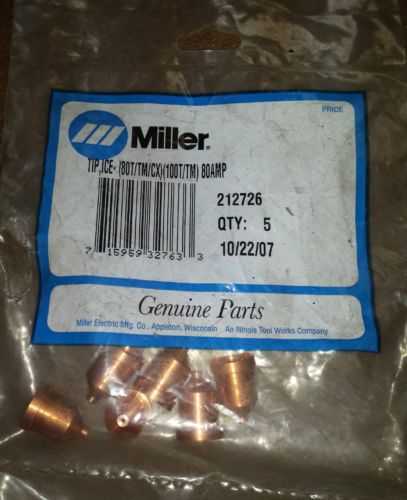 PRICE
Miller®
TIP,ICE- (80T/TM/CX)(100T/TM) 80AMP
212726
QTY: 5
10/22/07
7 15959 32763 3
Genuine Parts
Miller Electric Mfg. Co., Appleton, Wisconsin An Illinois Tool Works Company